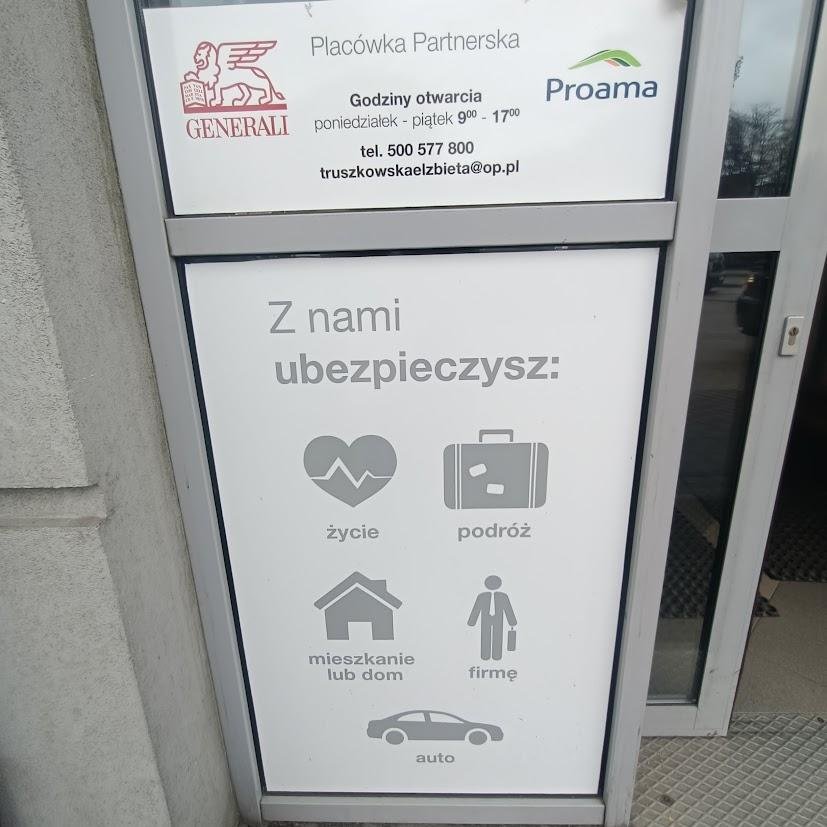 Placówka Partnerska
GENERALI
Proama
Godziny otwarcia
poniedziałek - piątek 9⁰⁰ - 17⁰⁰
tel. 500 577 800
truszkowskaelzbieta@op.pl
Z nami
ubezpieczysz:
życie
podróż
mieszkanie
lub dom
firmę
auto